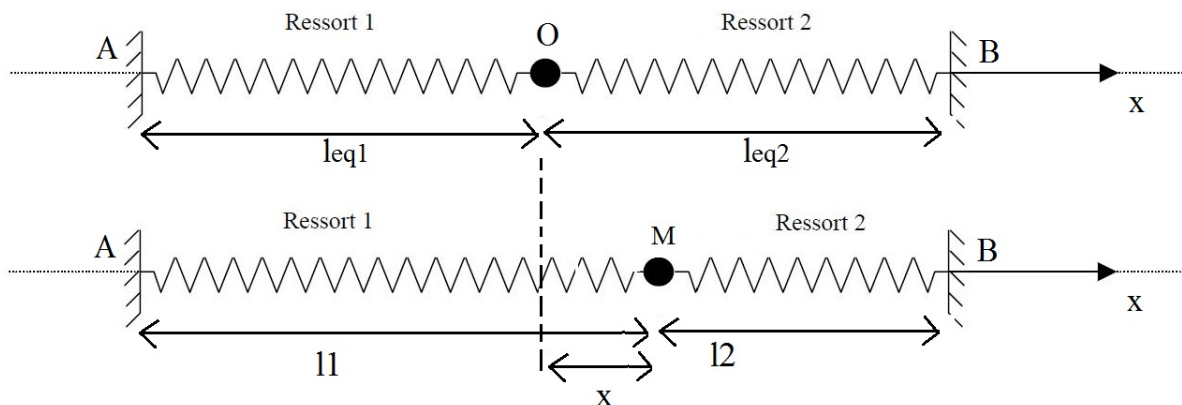 Ressort 1
Ressort 2
A
O
B
x
leq1
leq2
Ressort 1
Ressort 2
A
M
B
x
l1
l2
x